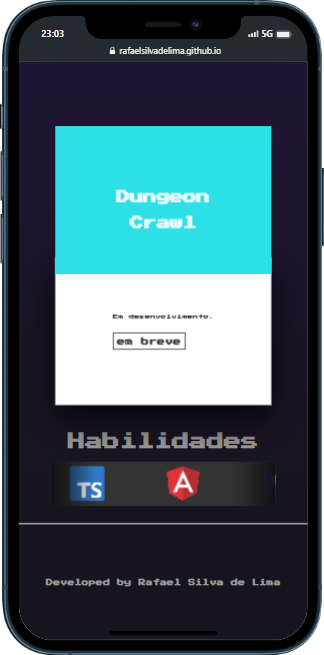 23:03
5G
rafaelsilvadelima.github.io
Dungeon
Crawl
Em desenvolvimento.
em breve
Habilidades
TS
A
Developed by Rafael Silva de Lima